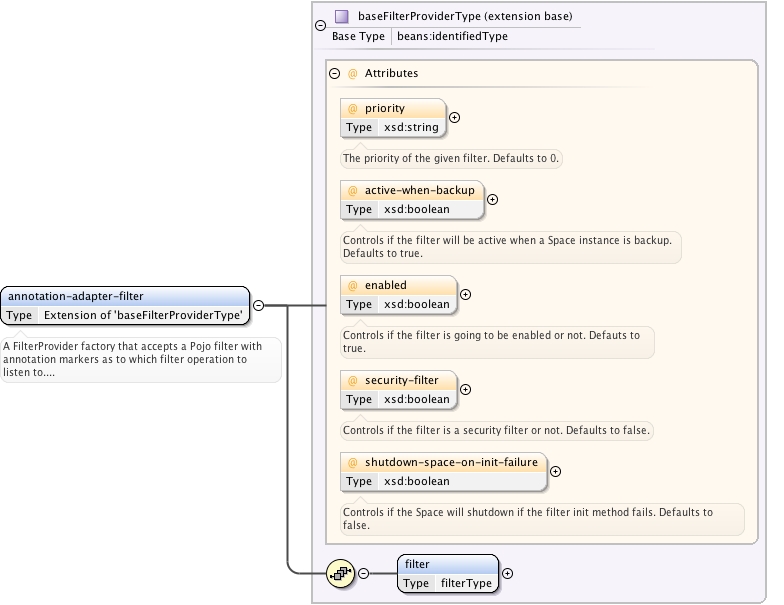 baseFilterProviderType (extension base)
Base Type beans:identifiedType
@ Attributes
@ priority
Type xsd:string
The priority of the given filter. Defaults to 0.
@ active-when-backup
Type xsd:boolean
Controls if the filter will be active when a Space instance is backup.
Defaults to true.
@ enabled
Type xsd:boolean
Controls if the filter is going to be enabled or not. Defauts to
true.
@ security-filter
Type xsd:boolean
Controls if the filter is a security filter or not. Defaults to false.
@ shutdown-space-on-init-failure
Type xsd:boolean
Controls if the Space will shutdown if the filter init method fails. Defaults to
false.
annotation-adapter-filter
Type Extension of 'baseFilterProviderType'
A FilterProvider factory that accepts a Pojo filter with
annotation markers as to which filter operation to
listen to....
filter
Type filterType